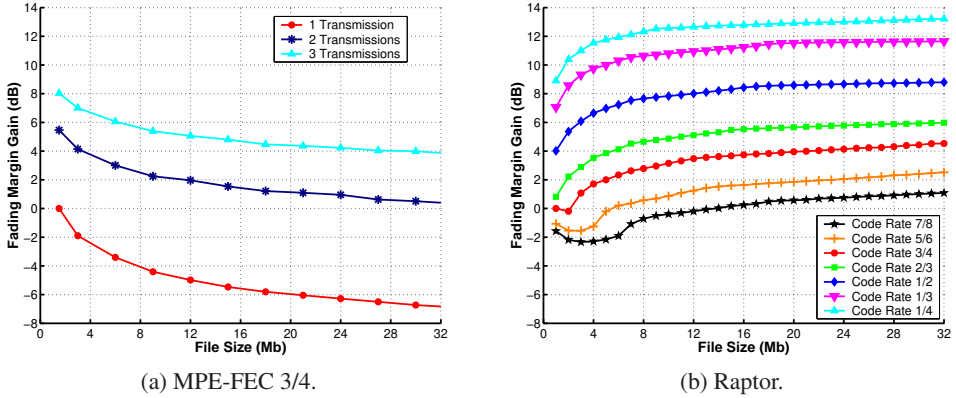 14
12
10
8
6
4
2
0
−2
−4
−6
−8
0 4 8 12 16 20 24 28 32
Fading Margin Gain (dB)
File Size (Mb)
1 Transmission
2 Transmissions
3 Transmissions
(a) MPE-FEC 3/4.
14
12
10
8
6
4
2
0
−2
−4
−6
−8
0 4 8 12 16 20 24 28 32
Fading Margin Gain (dB)
File Size (Mb)
Code Rate 7/8
Code Rate 5/6
Code Rate 3/4
Code Rate 2/3
Code Rate 1/2
Code Rate 1/3
Code Rate 1/4
(b) Raptor.